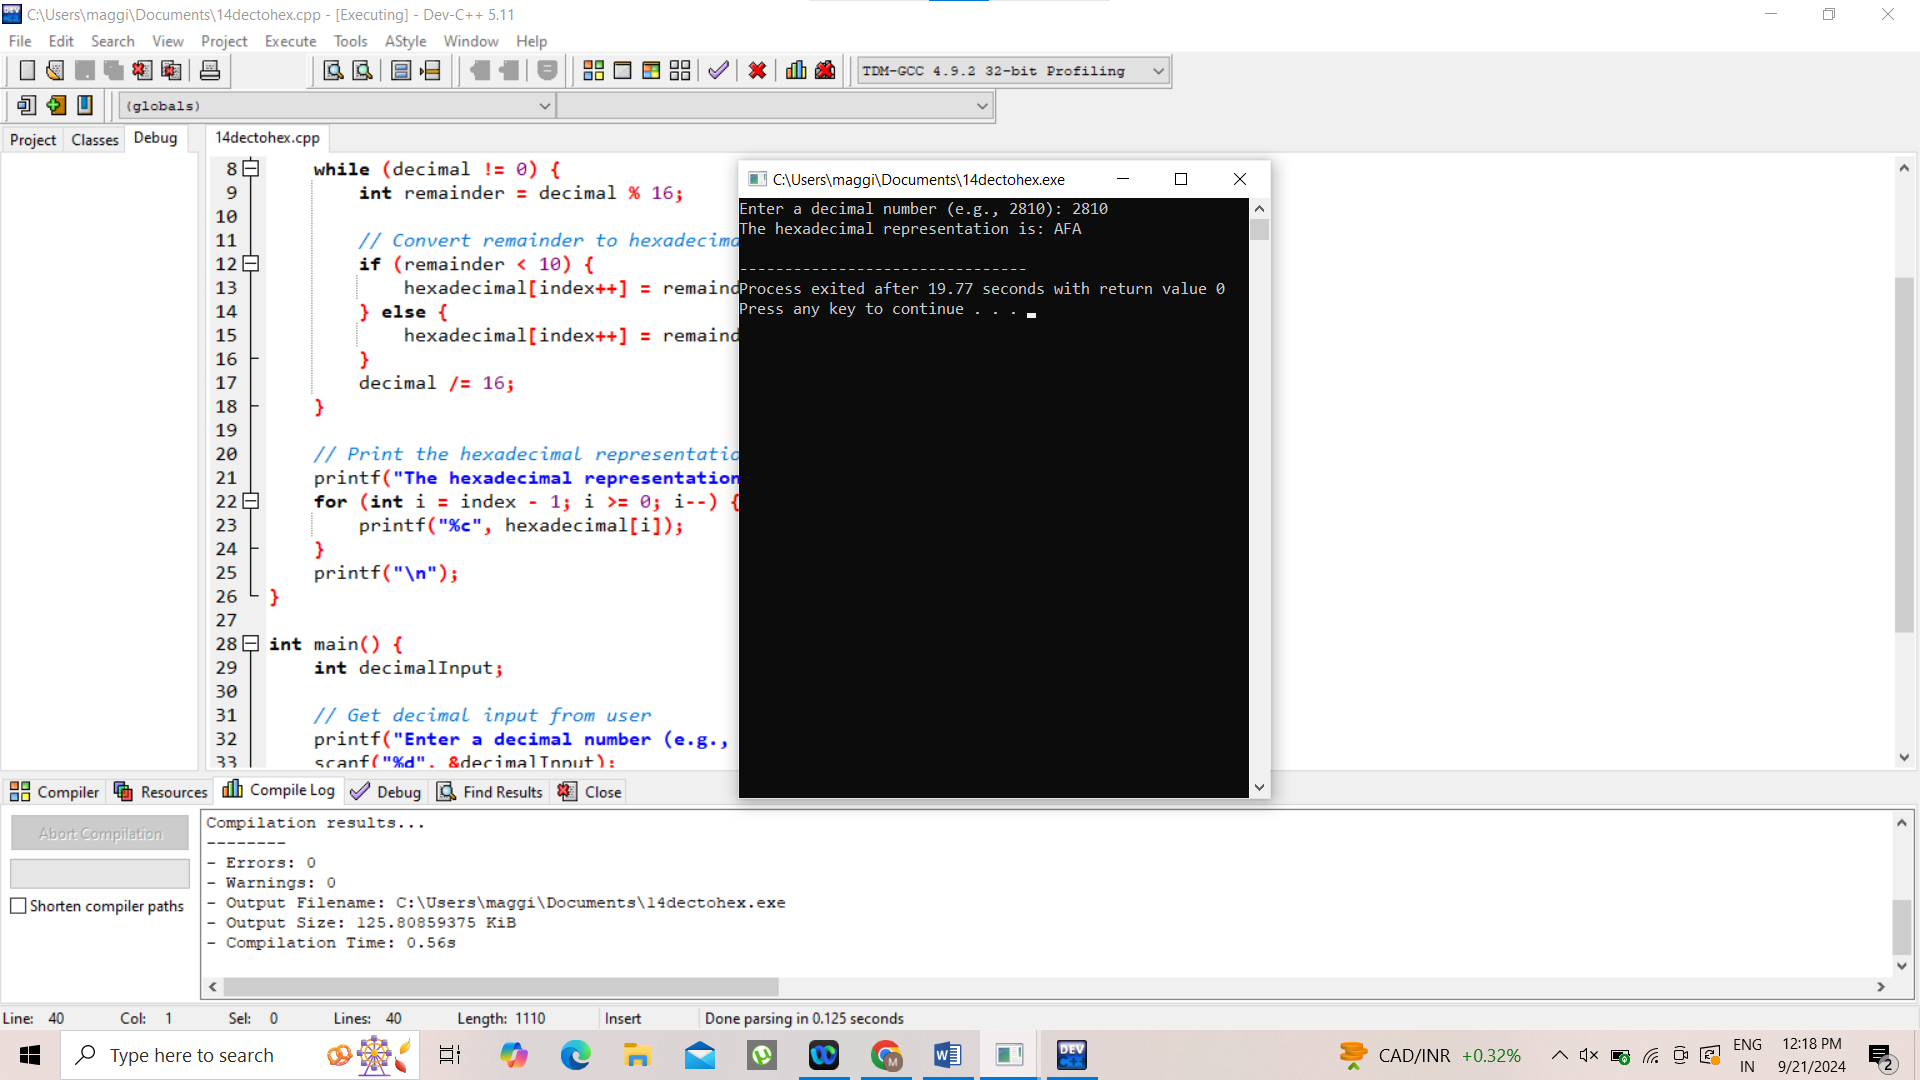 C:\Users\maggi\Documents\14dectohex.cpp - [Executing] - Dev-C++ 5.11
File Edit Search View Project Execute Tools AStyle Window Help
TDM-GCC 4.9.2 32-bit Profiling
(globals)
Project Classes Debug
14dectohex.cpp
8 while (decimal != 0) {
9 int remainder = decimal % 16;
10
11 // Convert remainder to hexadecima
12 if (remainder < 10) {
13 hexadecimal[index++] = remaind
14 } else {
15 hexadecimal[index++] = remaind
16 }
17 decimal /= 16;
18 }
19
20 // Print the hexadecimal representatio
21 printf("The hexadecimal representation
22 for (int i = index - 1; i >= 0; i--) {
23 printf("%c", hexadecimal[i]);
24 }
25 printf("\n");
26 }
27
28 int main() {
29 int decimalInput;
30
31 // Get decimal input from user
32 printf("Enter a decimal number (e.g.,
33 scanf("%d", &decimalInput);
C:\Users\maggi\Documents\14dectohex.exe
Enter a decimal number (e.g., 2810): 2810
The hexadecimal representation is: AFA
--------------------------------
Process exited after 19.77 seconds with return value 0
Press any key to continue . . .
Compiler Resources Compile Log Debug Find Results Close
Abort Compilation
Shorten compiler paths
Compilation results...
--------
- Errors: 0
- Warnings: 0
- Output Filename: C:\Users\maggi\Documents\14dectohex.exe
- Output Size: 125.80859375 KiB
- Compilation Time: 0.56s
Line: 40 Col: 1 Sel: 0 Lines: 40 Length: 1110 Insert Done parsing in 0.125 seconds
Type here to search
CAD/INR +0.32%
ENG
IN
12:18 PM
9/21/2024
2